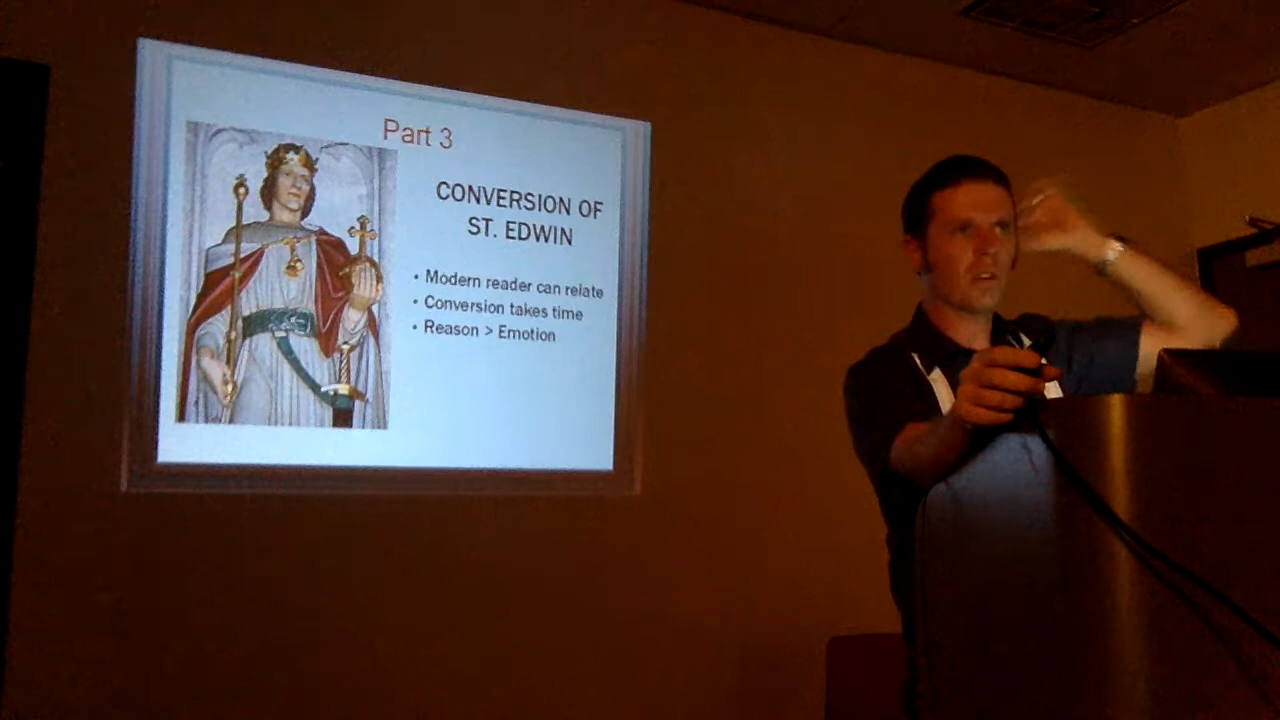 Part 3
CONVERSION OF
ST. EDWIN
• Modern reader can relate
• Conversion takes time
• Reason > Emotion